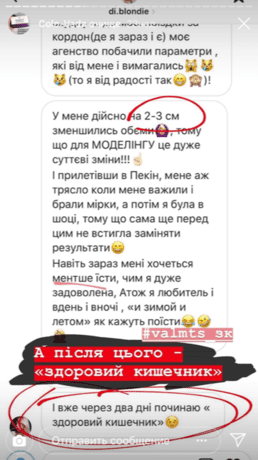 di.blondie
кордон(де я зараз і є) моє
агенство побачили параметри ,
які від мене і вимагались😹😹
😹 (то я від радості так😁🙈)!
У мене дійсно на 2-3 см
зменшились обєми🤦🏻‍♀️, тому
що для МОДЕЛІНГУ це дуже
суттєві зміни!!!☝🏻
І прилетівши в Пекін, мене аж
трясло коли мене важили і
брали мірки, а потім я була в
шоці, тому що сама ще перед
цим не встигла заміняти
результати😄
Навіть зараз мені хочеться
ментше їсти, чим я дуже
задоволена, Атож я любитель і
вдень і вночі , «и зимой и
летом» як кажуть поїсти😂🤣
#valmts_зк
А після цього -
«здоровий кишечник»
І вже через два дні починаю «
здоровий кишечник»😉
Отправить сообщение